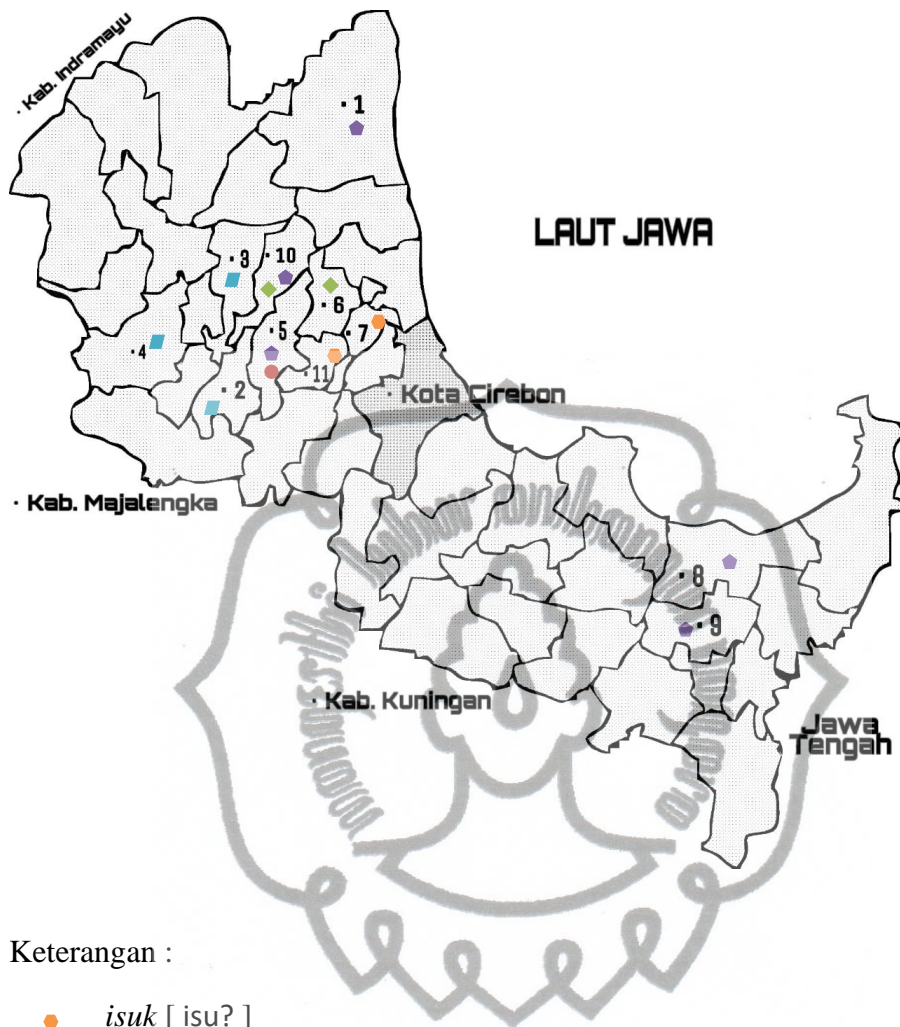 · Kab. Indramayu
· 1
LAUT JAWA
· 3
· 10
· 6
· 5
· 7
· 4
· 11
· 2
· Kota Cirebon
· Kab. Majalengka
· 8
· 9
· Kab. Kuningan
Jawa
Tengah
Keterangan :
isuk [ isu? ]